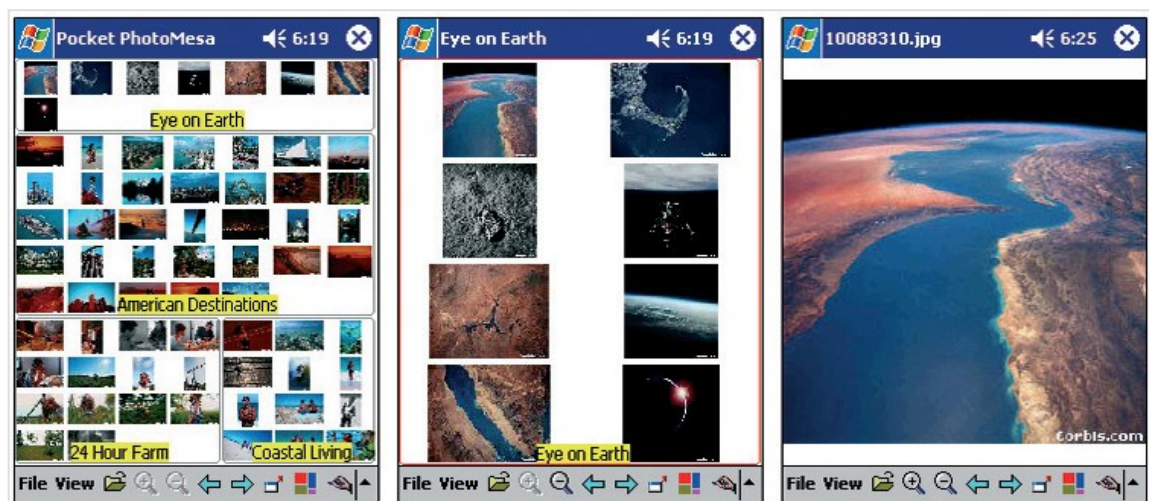 Pocket PhotoMesa 6:19
Eye on Earth
American Destinations
24 Hour Farm
Coastal Living
File View
Eye on Earth 6:19
Eye on Earth
File View
10088310.jpg 6:25
Corbis.com
File View